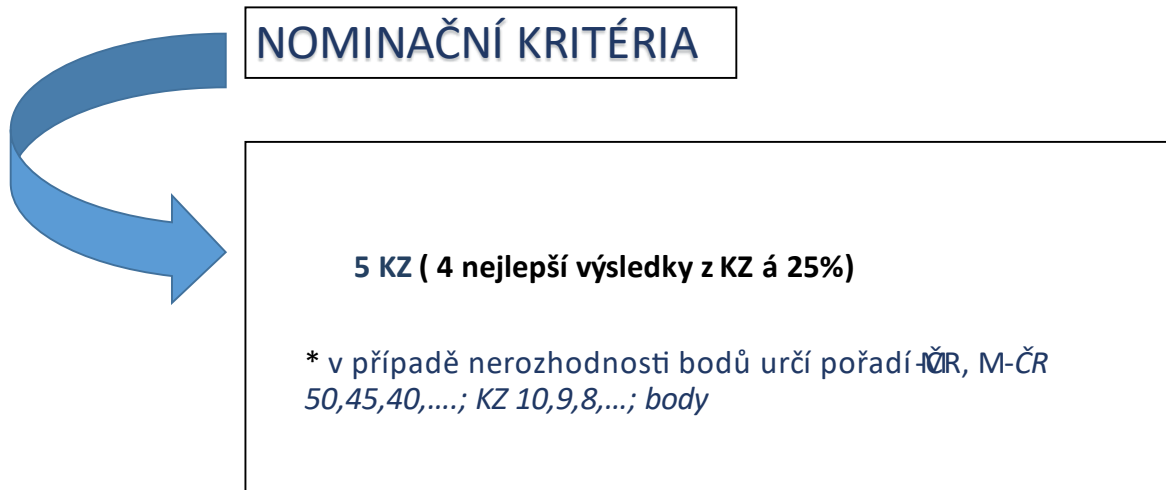 NOMINAČNÍ KRITÉRIA
5 KZ ( 4 nejlepší výsledky z KZ á 25%)
* v případě nerozhodnosti bodů určí pořadí M-ČR, M-ČR
50,45,40,....; KZ 10,9,8,...; body